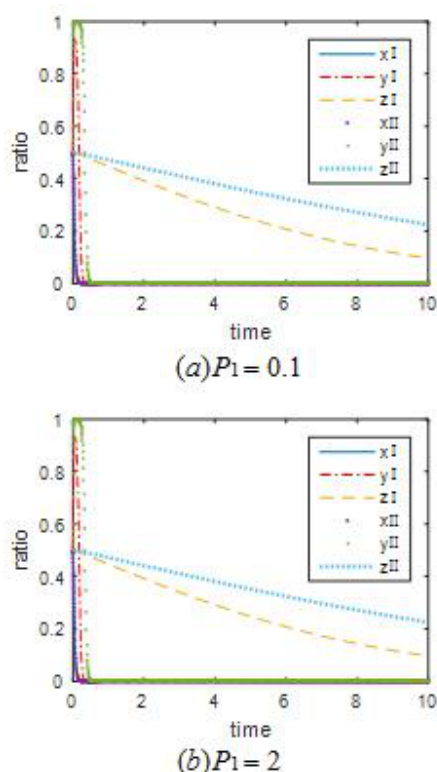 1
0.8
0.6
0.4
0.2
0
ratio
xⅠ
yⅠ
zⅠ
xⅡ
yⅡ
zⅡ
0 2 4 6 8 10
time
(a)P1= 0.1
1
0.8
0.6
0.4
0.2
0
ratio
xⅠ
yⅠ
zⅠ
xⅡ
yⅡ
zⅡ
0 2 4 6 8 10
time
(b)P1= 2